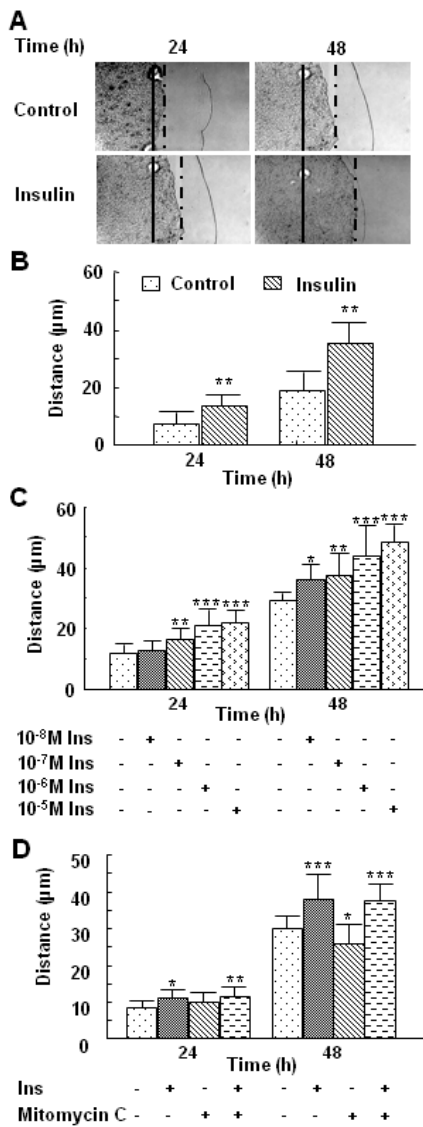 A
Time (h) 24 48
Control
Insulin
B
60
40
20
0
Distance (μm)
Control Insulin
**
**
24 48
Time (h)
C
60
40
20
0
Distance (μm)
** *** ***
* ** *** ***
24 48
Time (h)
10⁻⁸M Ins - + - - - - + - - -
10⁻⁷M Ins - - + - - - - + - -
10⁻⁶M Ins - - - + - - - - + -
10⁻⁵M Ins - - - - + - - - - +
D
50
40
30
20
10
0
Distance (μm)
* **
*** * ***
24 48
Time (h)
Ins - + - + - + - +
Mitomycin C - - + + - - + +